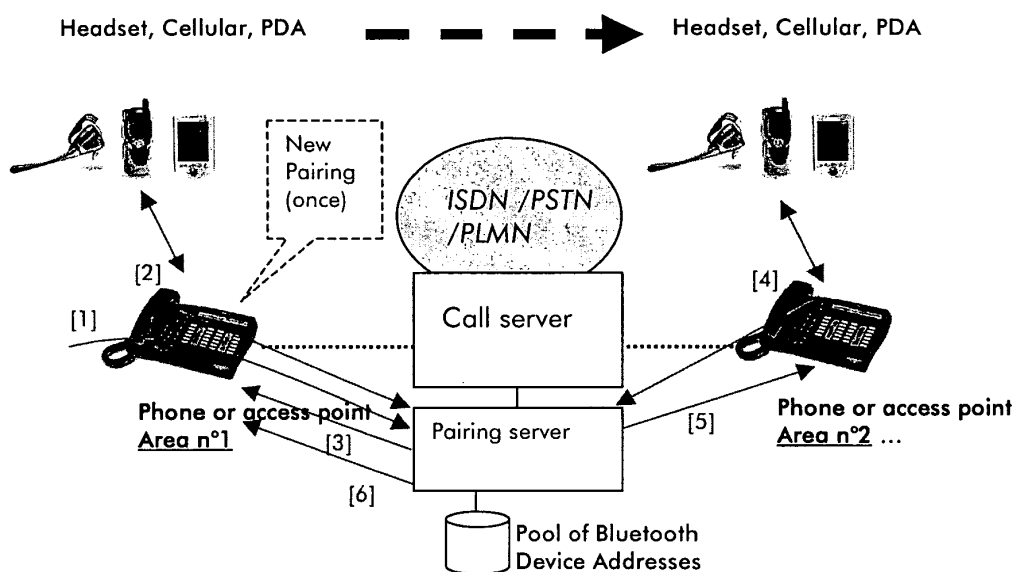 Headset, Cellular, PDA
Headset, Cellular, PDA
New
Pairing
(once)
ISDN /PSTN
/PLMN
[2]
[4]
[1]
Call server
Phone or access point
Area n°1
Pairing server
Phone or access point
Area n°2 ...
[3]
[5]
[6]
Pool of Bluetooth
Device Addresses